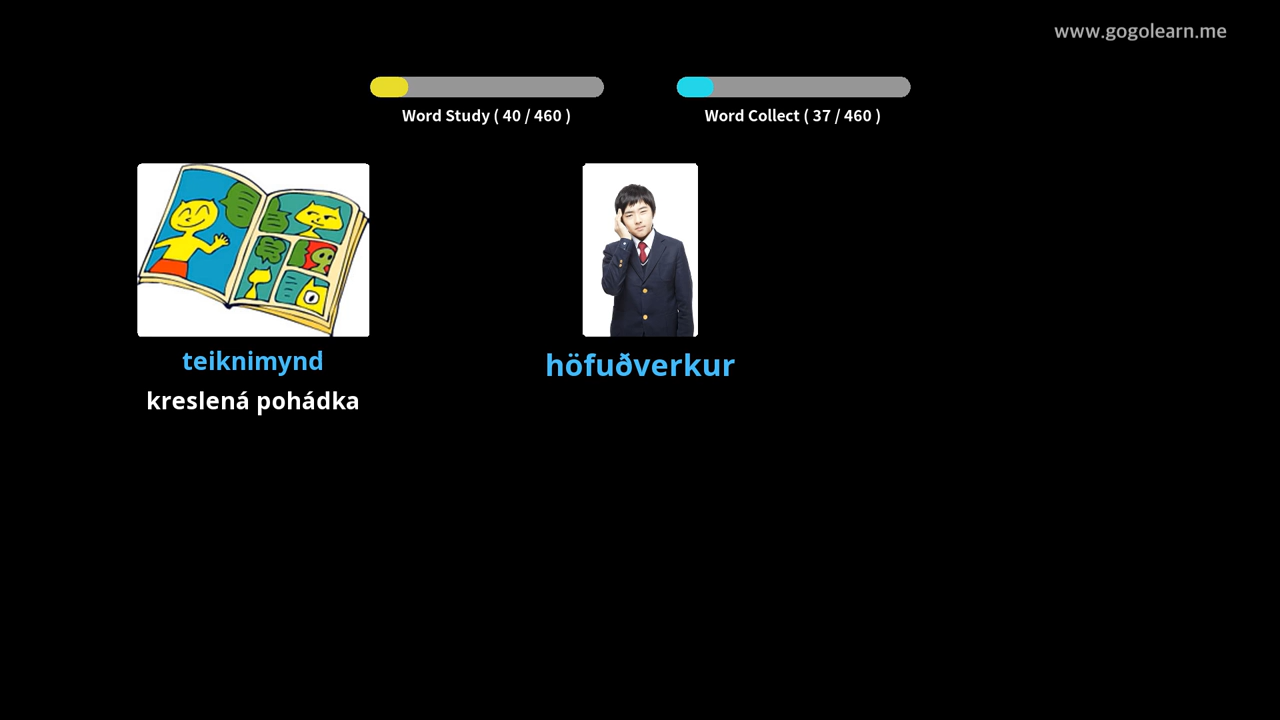 www.gogolearn.me
Word Study ( 40 / 460 )
Word Collect ( 37 / 460 )
teiknimynd
kreslená pohádka
höfuðverkur